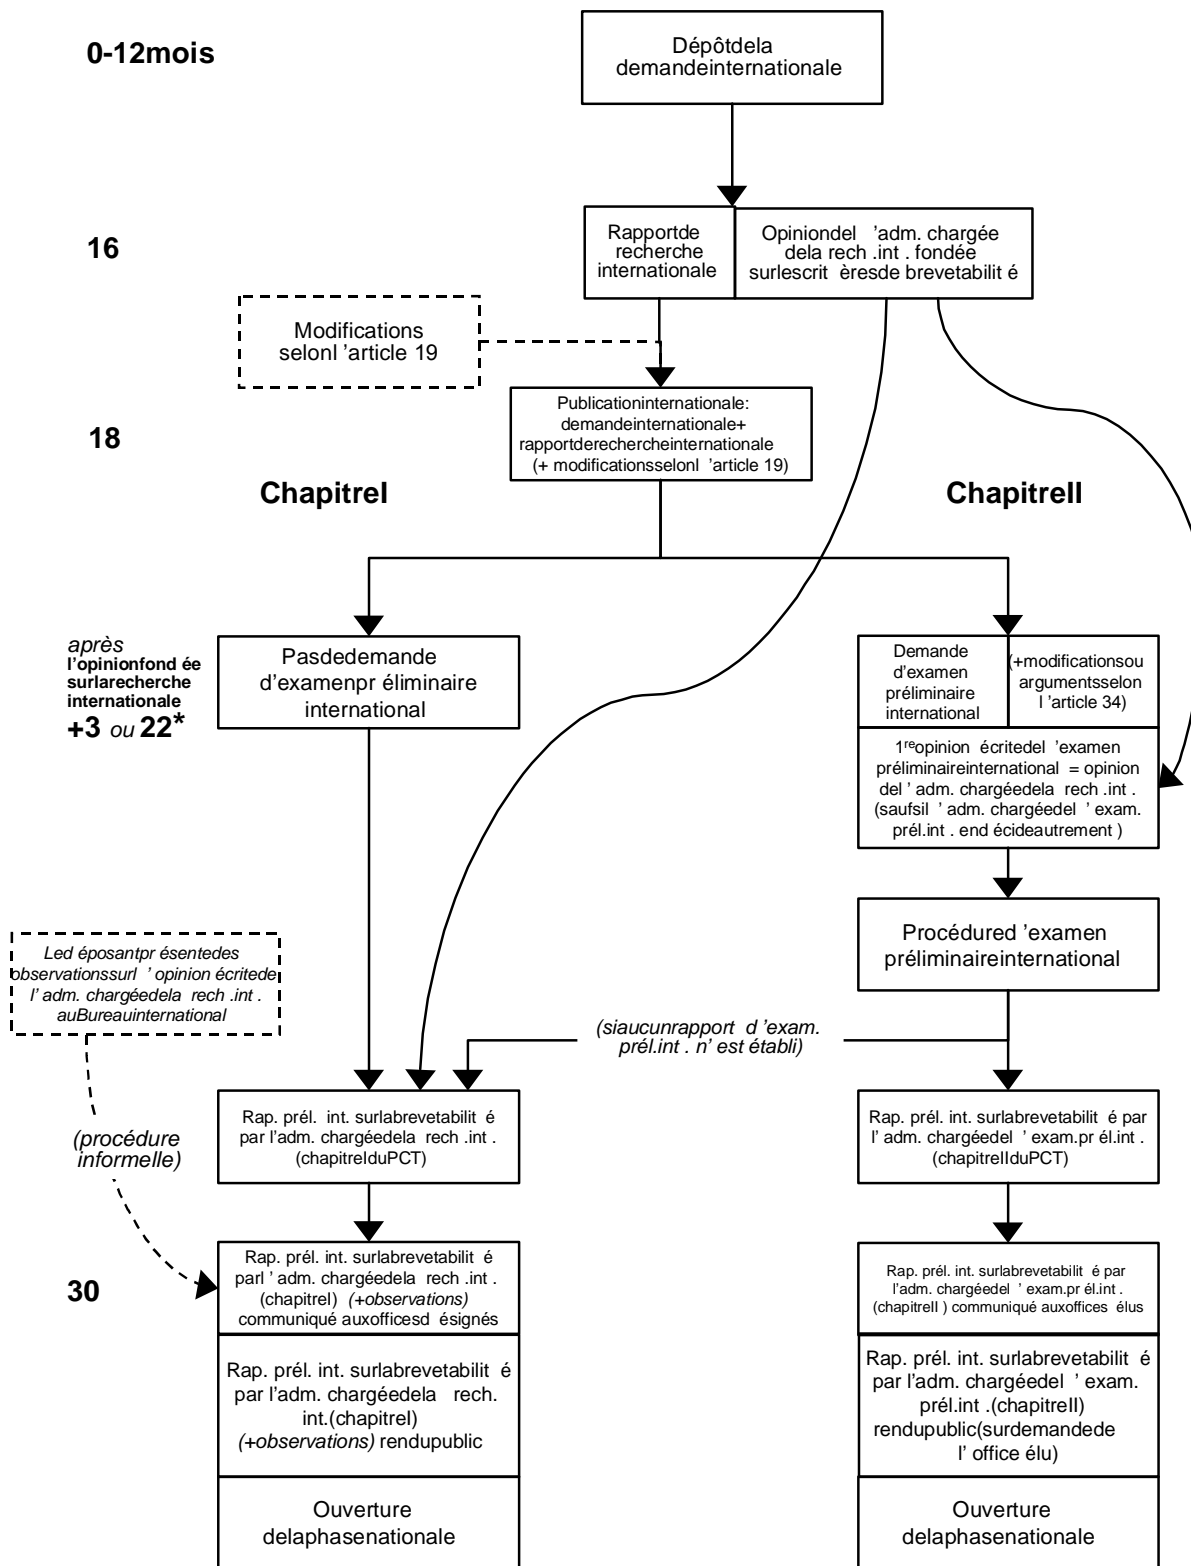 0-12mois
Dépôtdela
demandeinternationale
16
Rapportde
recherche
internationale
Opiniondel 'adm. chargée
dela rech .int . fondée
surlescrit èresde brevetabilit é
Modifications
selonl 'article 19
18
Publicationinternationale:
demandeinternationale+
rapportderechercheinternationale
(+ modificationsselonl 'article 19)
ChapitreI
ChapitreII
après
l'opinionfond ée
surlarecherche
internationale
+3 ou 22*
Pasdedemande
d'examenpr éliminaire
international
Demande
d'examen
préliminaire
international
(+modificationsou
argumentsselon
l 'article 34)
1reopinion écritedel 'examen
préliminaireinternational = opinion
del ' adm. chargéedela rech .int .
(saufsil ' adm. chargéedel ' exam.
prél.int . end écideautrement )
Procédured 'examen
préliminaireinternational
Led éposantpr ésentedes
observationssurl ' opinion écritede
l' adm. chargéedela rech .int .
auBureauinternational
(siaucunrapport d 'exam.
prél.int . n' est établi)
(procédure
informelle)
Rap. prél. int. surlabrevetabilit é
par l'adm. chargéedela rech .int .
(chapitreIduPCT)
Rap. prél. int. surlabrevetabilit é par
l' adm. chargéedel ' exam.pr él.int .
(chapitreIIduPCT)
30
Rap. prél. int. surlabrevetabilit é
parl ' adm. chargéedela rech .int .
(chapitreI) (+observations)
communiqué auxofficesd ésignés
Rap. prél. int. surlabrevetabilit é par
l'adm. chargéedel ' exam.pr él.int .
(chapitreII ) communiqué auxoffices élus
Rap. prél. int. surlabrevetabilit é
par l'adm. chargéedela rech.
int.(chapitreI)
(+observations) rendupublic
Rap. prél. int. surlabrevetabilit é
par l'adm. chargéedel ' exam.
prél.int .(chapitreII)
rendupublic(surdemandede
l' office élu)
Ouverture
delaphasenationale
Ouverture
delaphasenationale